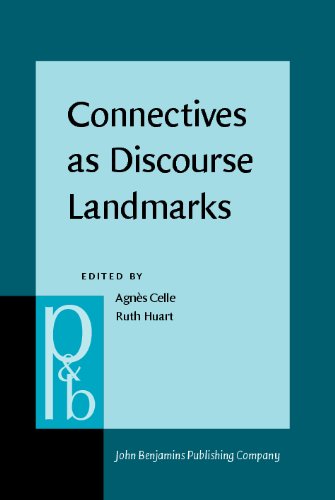 Connectives
as Discourse
Landmarks
EDITED BY
Agnès Celle
Ruth Huart
p
&
b
John Benjamins Publishing Company